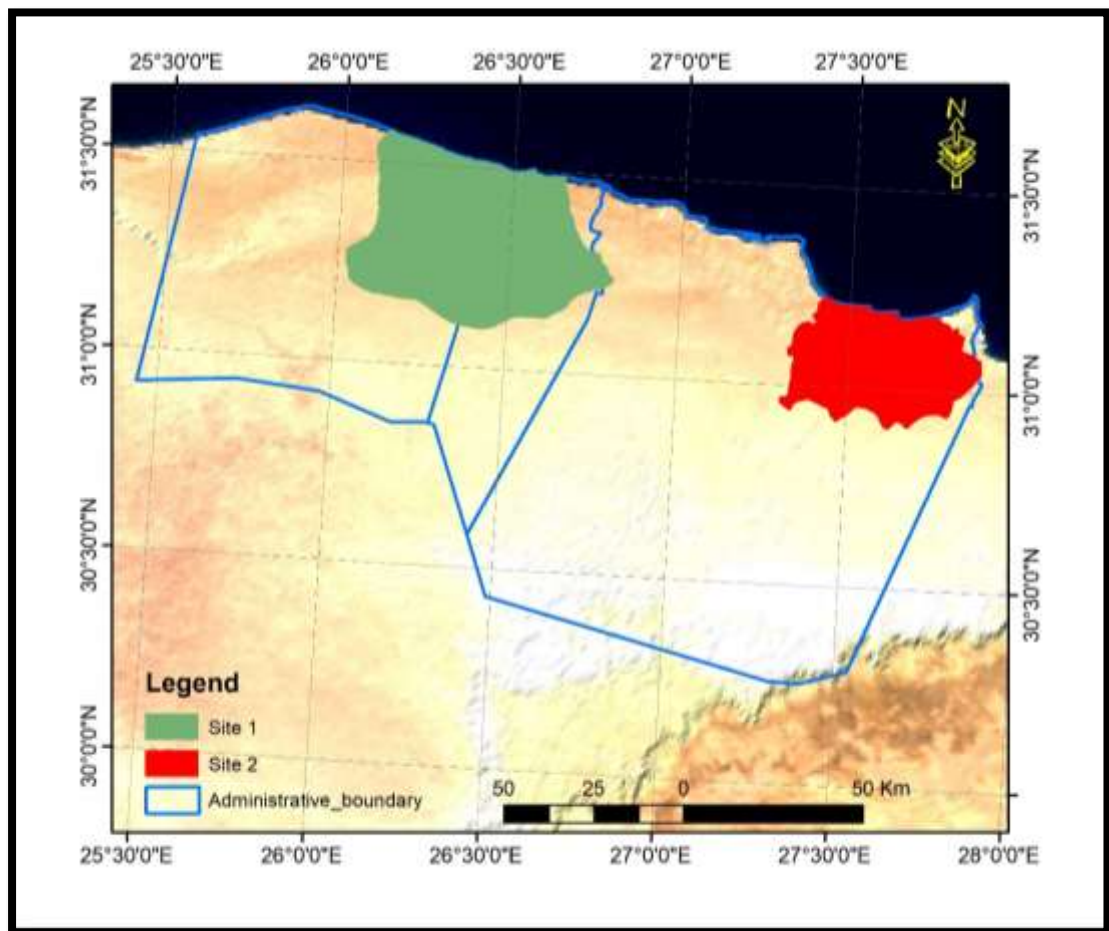 25°30'0"E 26°0'0"E 26°30'0"E 27°0'0"E 27°30'0"E
N
31°30'0"N
31°0'0"N
30°30'0"N
30°0'0"N
31°30'0"N
31°0'0"N
30°30'0"N
Legend
Site 1
Site 2
Administrative_boundary
50 25 0 50 Km
25°30'0"E 26°0'0"E 26°30'0"E 27°0'0"E 27°30'0"E 28°0'0"E